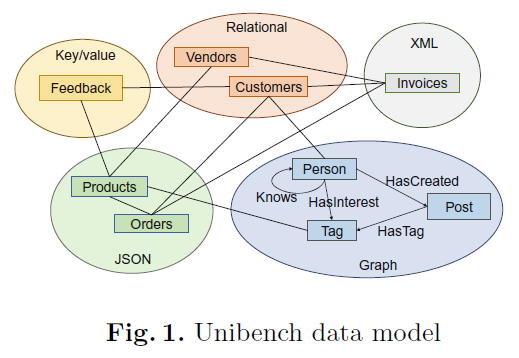 Relational
Key/value
XML
Vendors
Feedback
Customers
Invoices
Products
Orders
JSON
Person
HasCreated
Knows
HasInterest
Post
Tag
HasTag
Graph
Fig. 1. Unibench data model